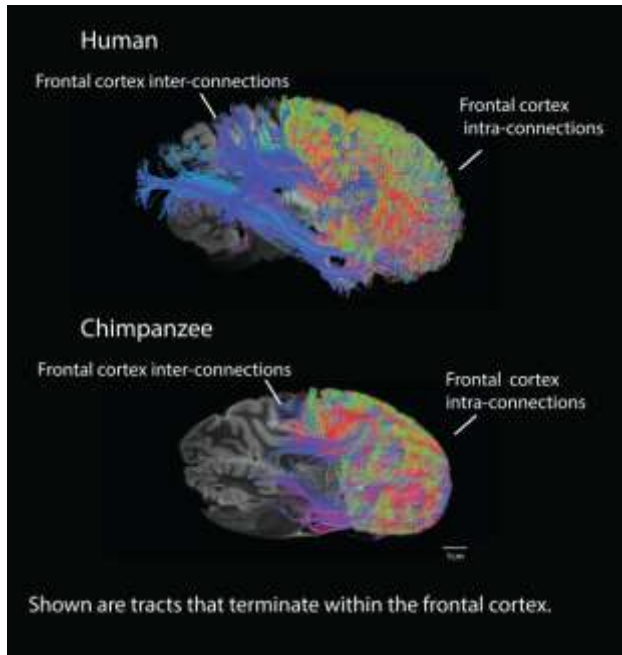 Human
Frontal cortex inter-connections
Frontal cortex
intra-connections
Chimpanzee
Frontal cortex inter-connections
Frontal cortex
intra-connections
Shown are tracts that terminate within the frontal cortex.